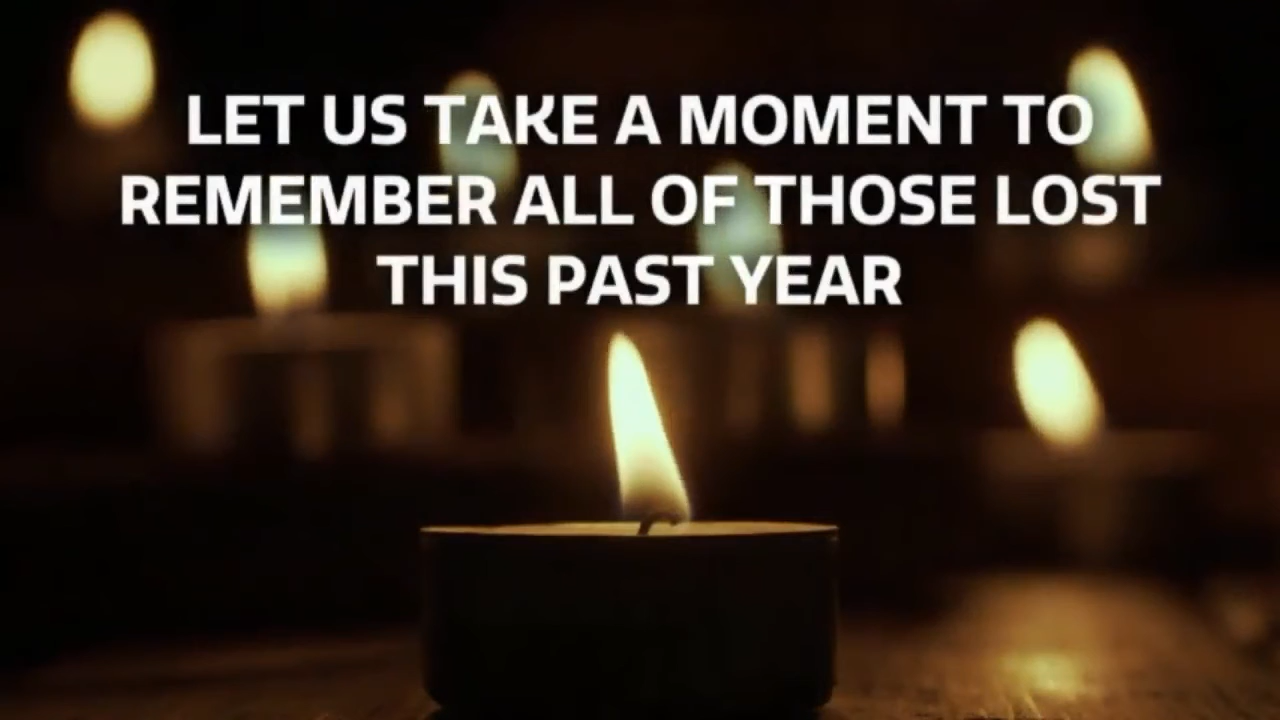 LET US TAKE A MOMENT TO
REMEMBER ALL OF THOSE LOST
THIS PAST YEAR